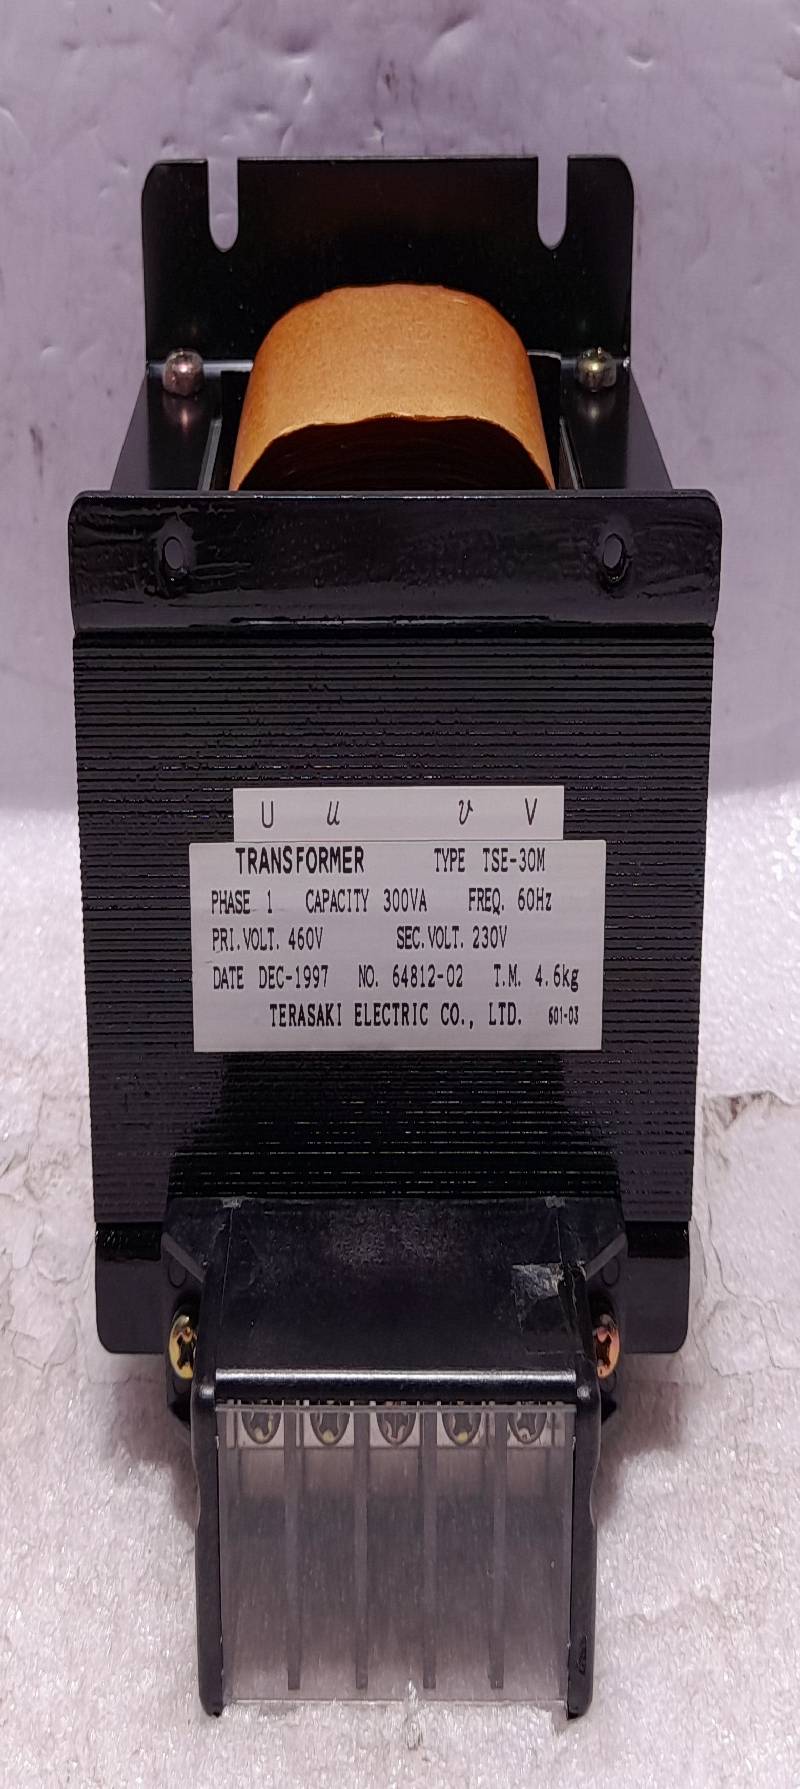 U u v V
TRANSFORMER TYPE TSE-30M
PHASE 1 CAPACITY 300VA FREQ. 60Hz
PRI.VOLT. 460V SEC.VOLT. 230V
DATE DEC-1997 NO. 64812-02 T.M. 4.6kg
TERASAKI ELECTRIC CO., LTD. 601-03